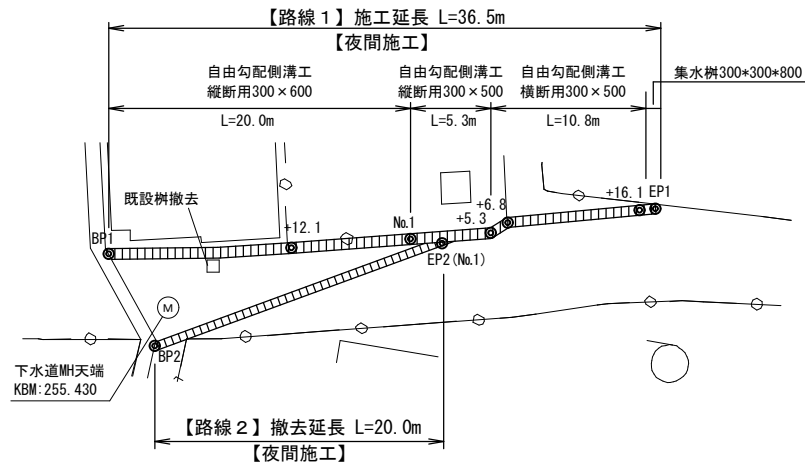 【路線１】施工延長 L=36.5m
【夜間施工】
自由勾配側溝工
縦断用300×600
L=20.0m
自由勾配側溝工
縦断用300×500
L=5.3m
自由勾配側溝工
横断用300×500
L=10.8m
集水桝300*300*800
既設桝撤去
BP1
+12.1
No.1
+5.3
+6.8
+16.1
EP1
EP2(No.1)
M
BP2
下水道MH天端
KBM:255.430
【路線２】撤去延長 L=20.0m
【夜間施工】